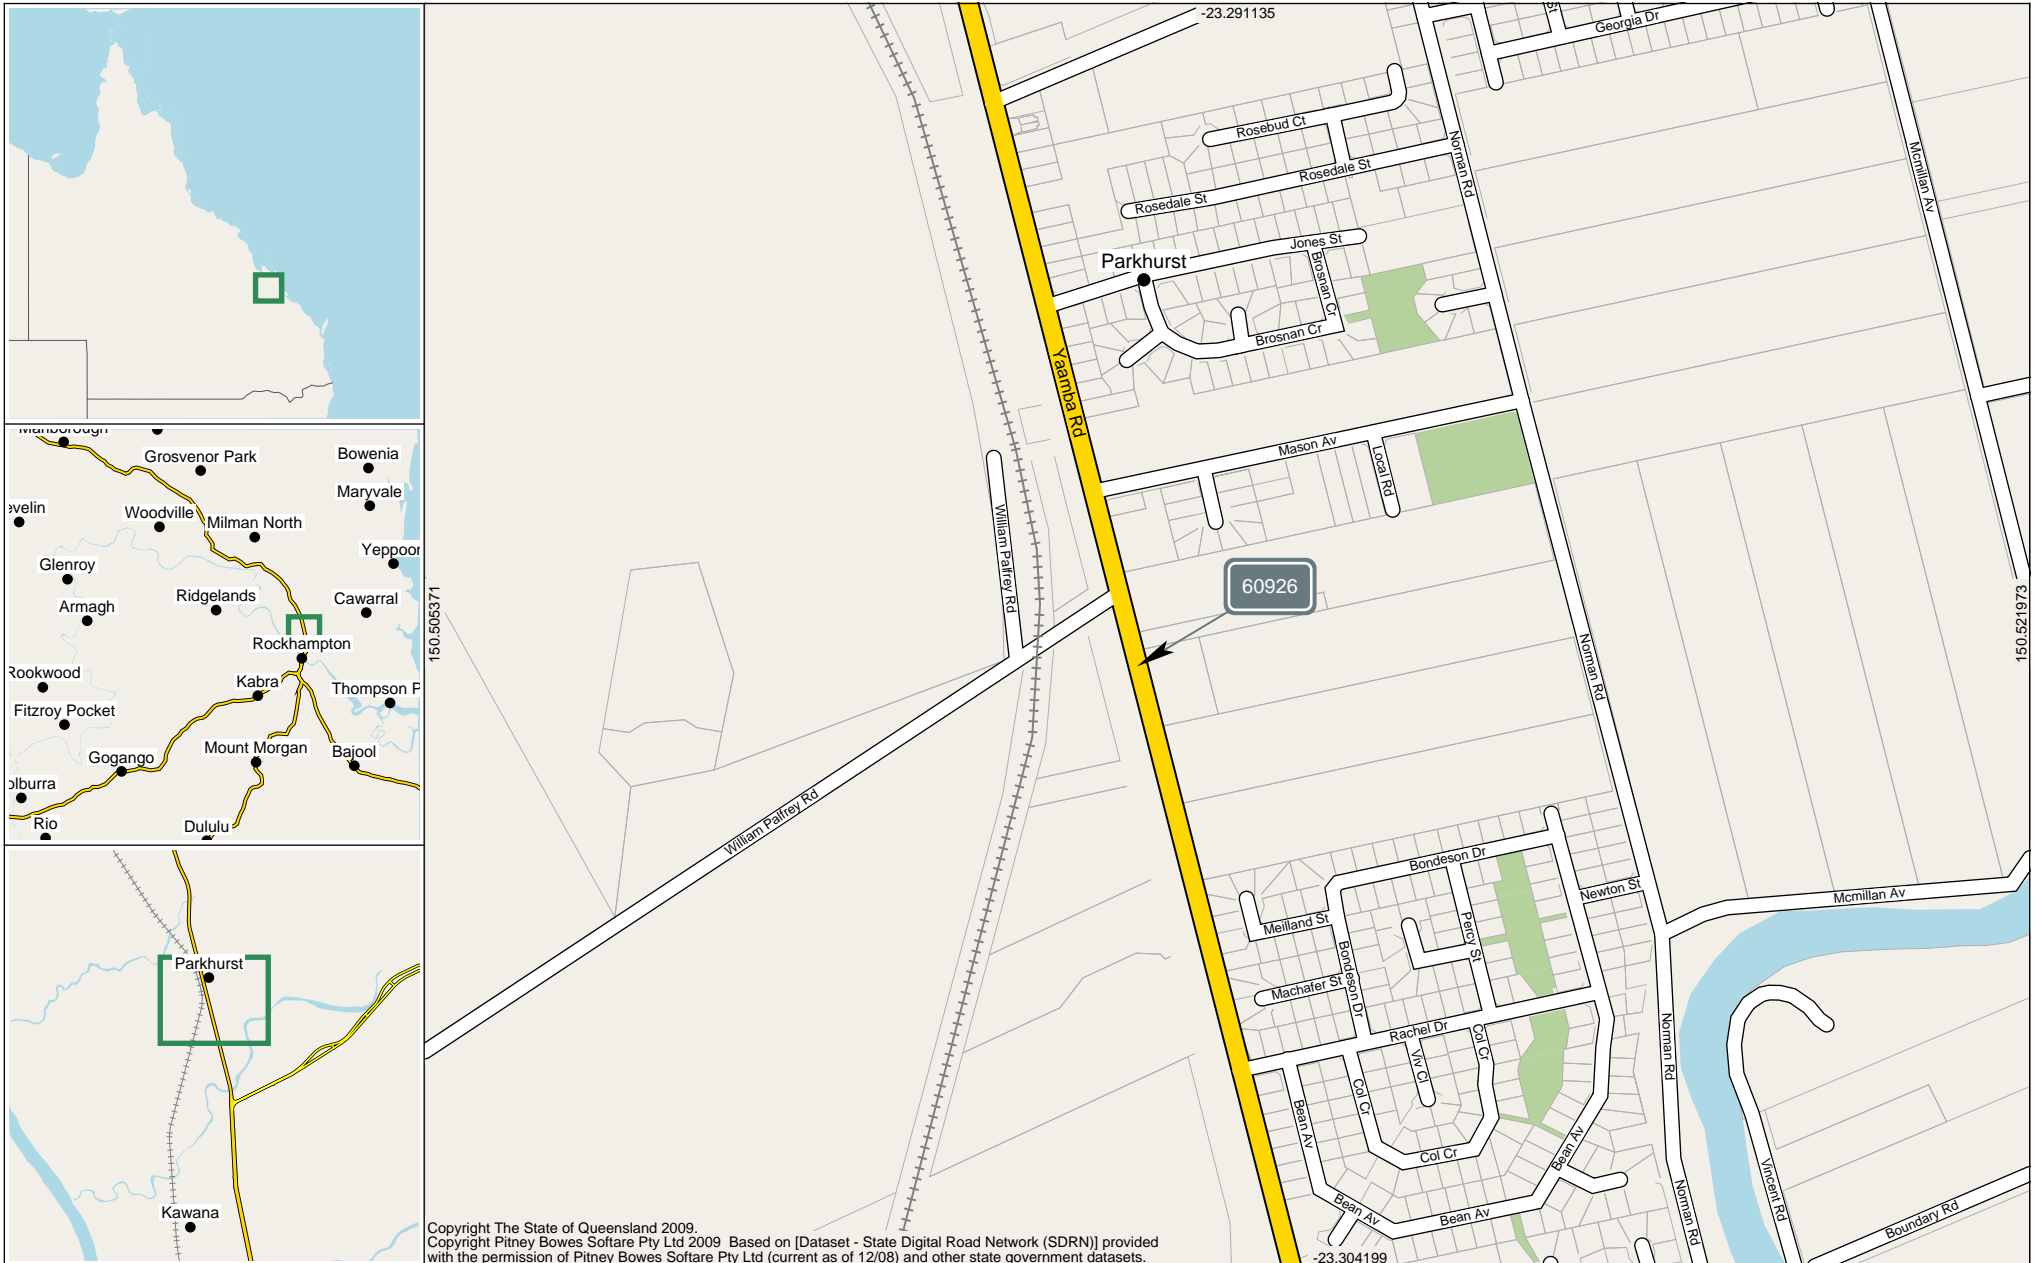 Marlborough
Grosvenor Park
Bowenia
Maryvale
evelin
Woodville
Milman North
Yeppoon
Glenroy
Ridgelands
Cawarral
Armagh
Rockhampton
Rookwood
Kabra
Thompson P
Fitzroy Pocket
Mount Morgan
Bajool
Gogango
olburra
Rio
Dululu
Parkhurst
Kawana
-23.291135
St
Georgia Dr
Rosebud Ct
Norman Rd
Mcmillan Av
Rosedale St
Rosedale St
Jones St
Parkhurst
Brosnan Cr
Brosnan Cr
Yaamba Rd
Mason Av
Local Rd
William Palfrey Rd
60926
150.505371
150.521973
Norman Rd
William Palfrey Rd
Bondeson Dr
Newton St
Mcmillan Av
Meilland St
Percy St
Bondeson Dr
Machafer St
Rachel Dr
Col Cr
Viv Cl
Norman Rd
Col Cr
Bean Av
Col Cr
Bean Av
Vincent Rd
Bean Av
Bean Av
Norman Rd
Boundary Rd
Copyright The State of Queensland 2009.
Copyright Pitney Bowes Softare Pty Ltd 2009 Based on [Dataset - State Digital Road Network (SDRN)] provided
with the permission of Pitney Bowes Softare Pty Ltd (current as of 12/08) and other state government datasets.
-23.304199